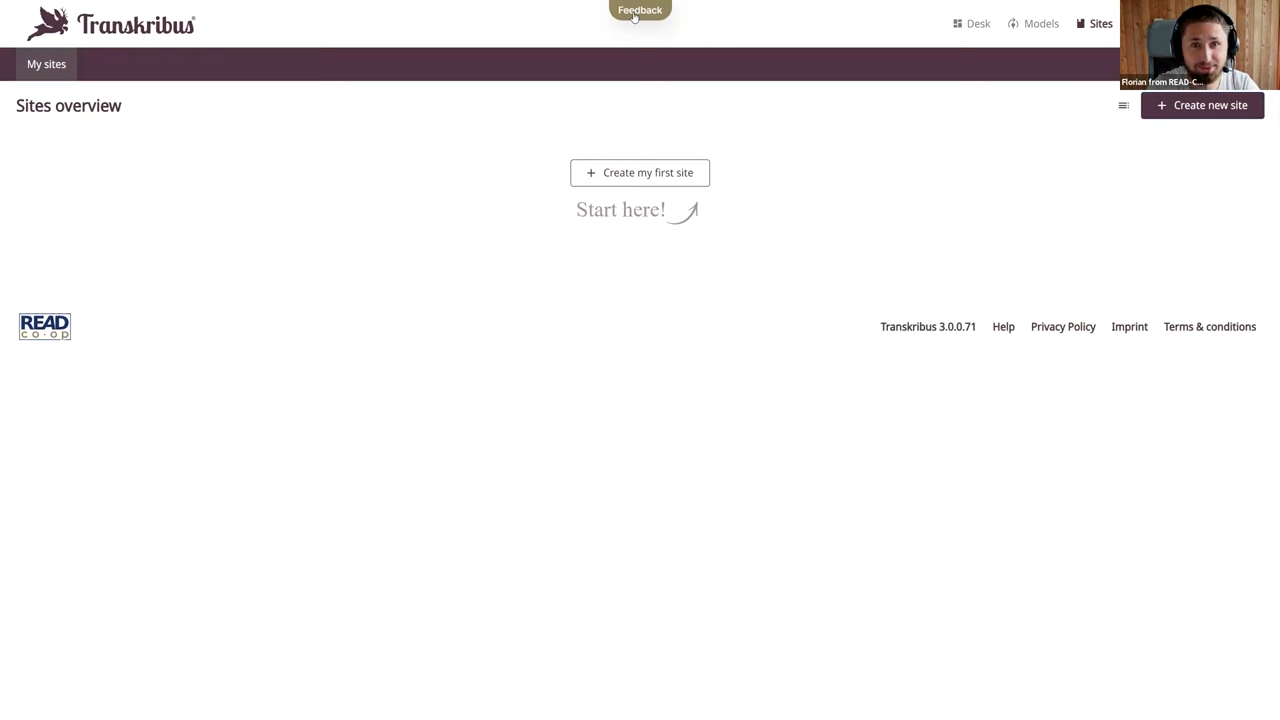 Transkribus
Feedback
Desk
Models
Sites
My sites
Florian from READ-C...
Sites overview
+ Create new site
+ Create my first site
Start here!
READ
co·op
Transkribus 3.0.0.71
Help
Privacy Policy
Imprint
Terms & conditions